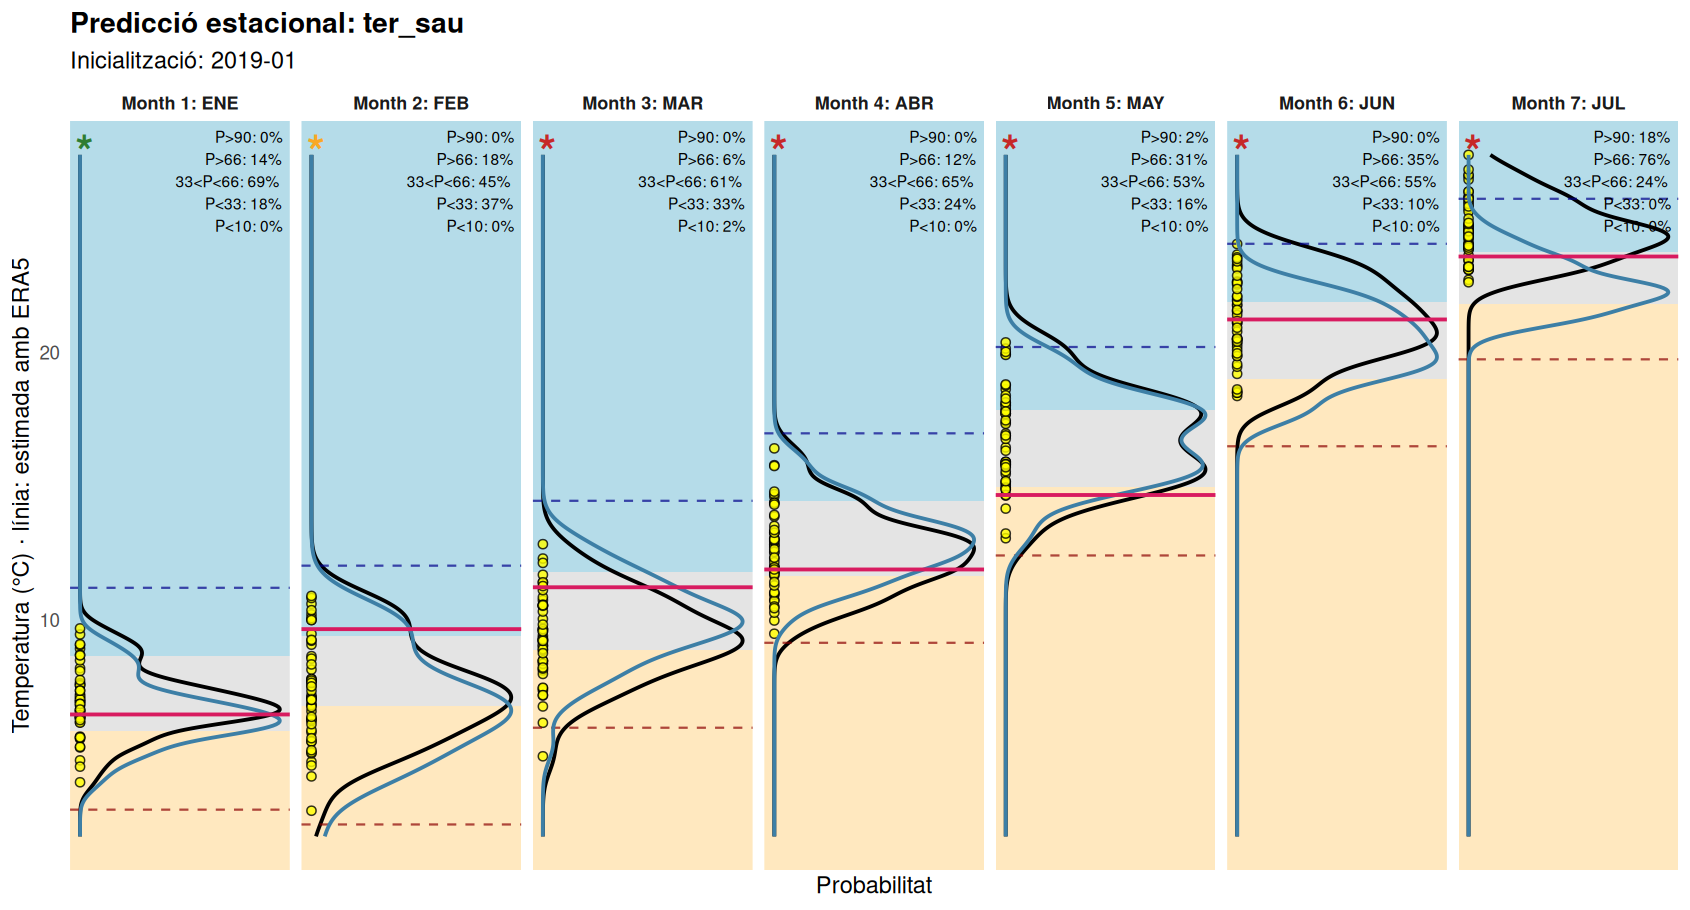 Predicció estacional: ter_sau
Inicialització: 2019-01
Month 1: ENE
Month 2: FEB
Month 3: MAR
Month 4: ABR
Month 5: MAY
Month 6: JUN
Month 7: JUL
*
P>90: 0%
P>66: 14%
33<P<66: 69%
P<33: 18%
P<10: 0%
*
P>90: 0%
P>66: 18%
33<P<66: 45%
P<33: 37%
P<10: 0%
*
P>90: 0%
P>66: 6%
33<P<66: 61%
P<33: 33%
P<10: 2%
*
P>90: 0%
P>66: 12%
33<P<66: 65%
P<33: 24%
P<10: 0%
*
P>90: 2%
P>66: 31%
33<P<66: 53%
P<33: 16%
P<10: 0%
*
P>90: 0%
P>66: 35%
33<P<66: 55%
P<33: 10%
P<10: 0%
*
P>90: 18%
P>66: 76%
33<P<66: 24%
P<33: 0%
P<10: 0%
Temperatura (°C) · línia: estimada amb ERA5
20
10
Probabilitat